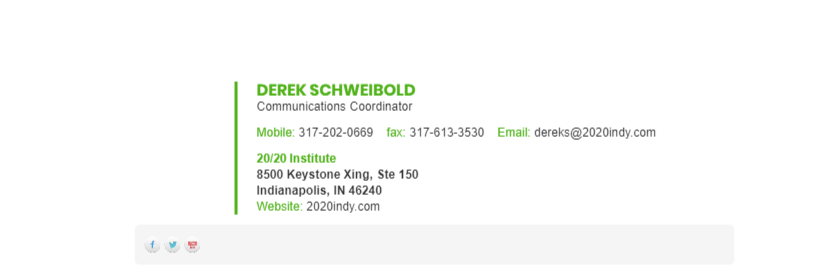 DEREK SCHWEIBOLD
Communications Coordinator
Mobile: 317-202-0669 fax: 317-613-3530 Email: dereks@2020indy.com
20/20 Institute
8500 Keystone Xing, Ste 150
Indianapolis, IN 46240
Website: 2020indy.com